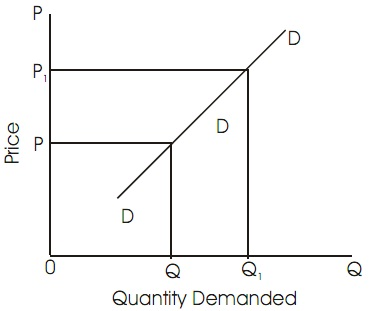 P
D
P₁
D
P
D
Price
0
Q
Q₁
Q
Quantity Demanded